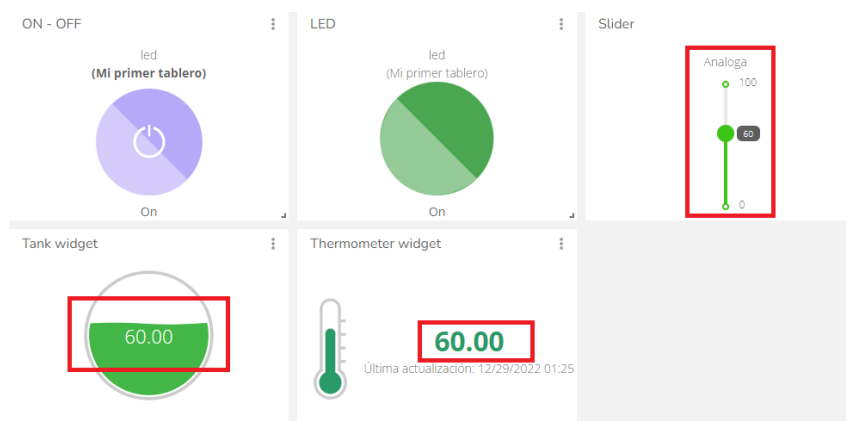 ON - OFF
led
(Mi primer tablero)
On
LED
led
(Mi primer tablero)
On
Slider
Analoga
100
60
0
Tank widget
60.00
Thermometer widget
60.00
Última actualización: 12/29/2022 01:25